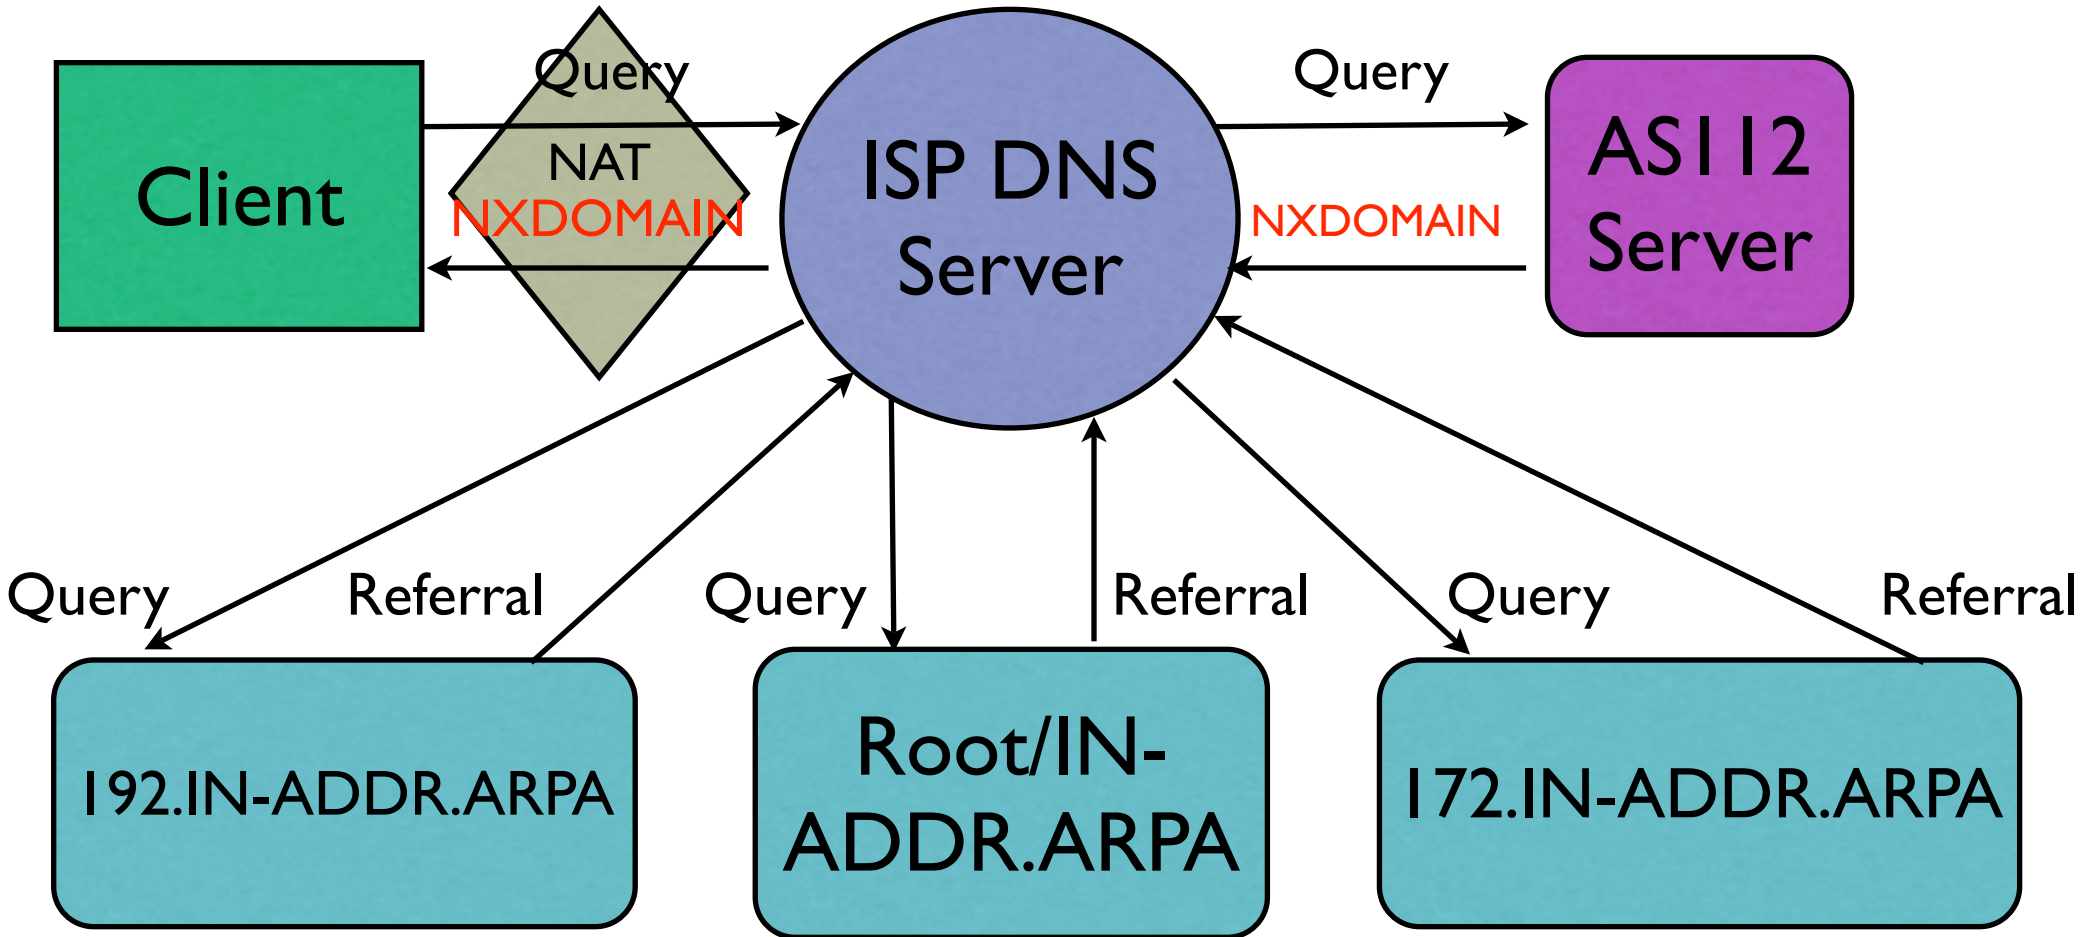 Query
Query
Client
NAT
NXDOMAIN
ISP DNS
Server
NXDOMAIN
AS112
Server
Query
Referral
Query
Referral
Query
Referral
192.IN-ADDR.ARPA
Root/IN-
ADDR.ARPA
172.IN-ADDR.ARPA